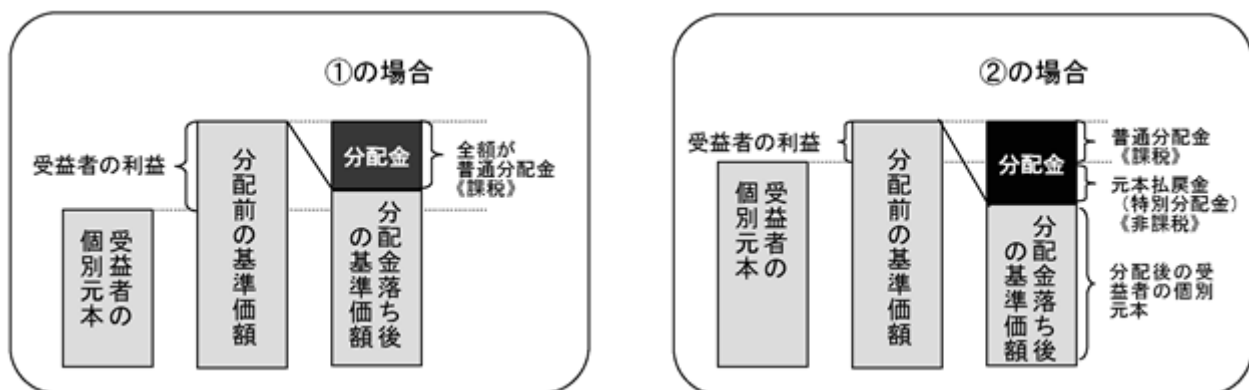 ①の場合
受益者の利益
受益者の
個別元本
分配前の基準価額
分配金
分配金落ち後
の基準価額
全額が
普通分配金
《課税》
②の場合
受益者の利益
受益者の
個別元本
分配前の基準価額
分配金
分配金落ち後
の基準価額
普通分配金
《課税》
元本払戻金
(特別分配金)
《非課税》
分配後の受
益者の個別
元本